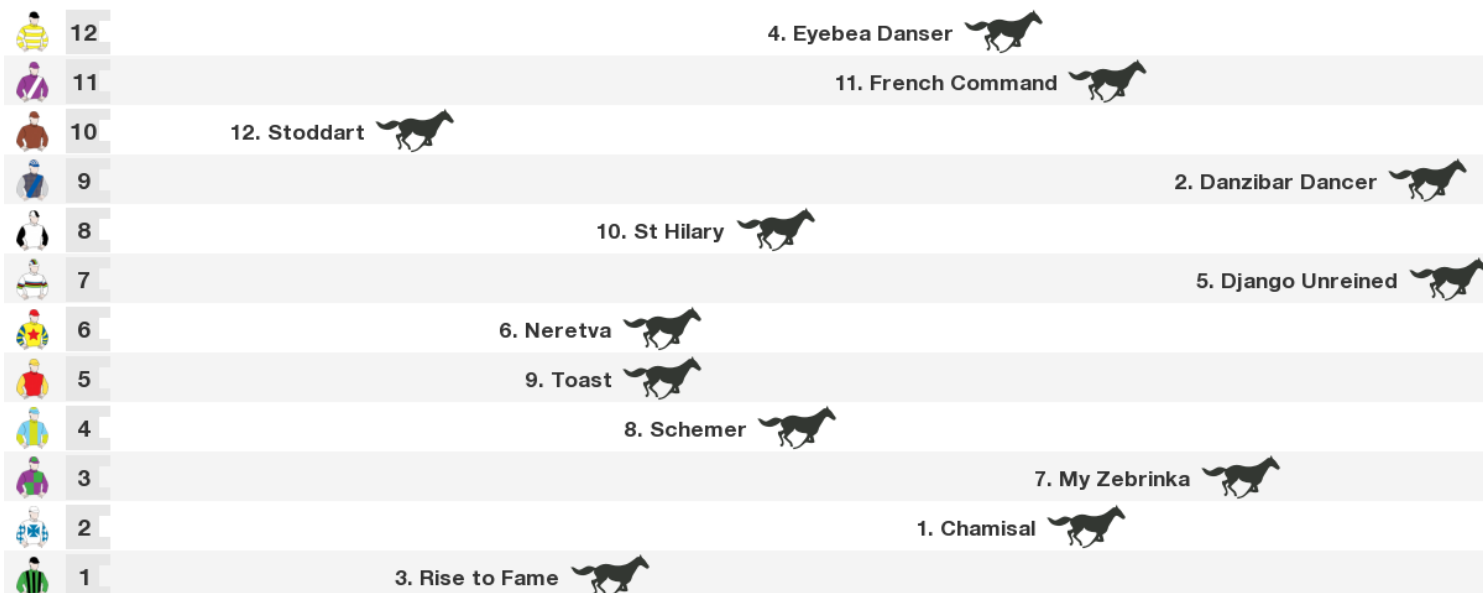 12 4. Eyebea Danser
11 11. French Command
10 12. Stoddart
9 2. Danzibar Dancer
8 10. St Hilary
7 5. Django Unreined
6 6. Neretva
5 9. Toast
4 8. Schemer
3 7. My Zebrinka
2 1. Chamisal
1 3. Rise to Fame